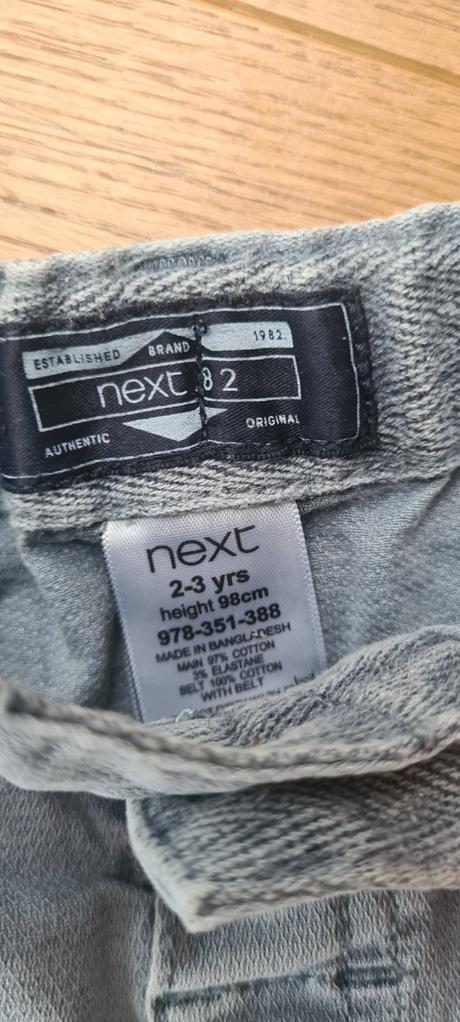 ESTABLISHED BRAND 1982.
next 82
AUTHENTIC ORIGINAL
next
2-3 yrs
height 98cm
978-351-388
MADE IN BANGLADESH
MAIN 97% COTTON
3% ELASTANE
BELT 100% COTTON
WITH BELT